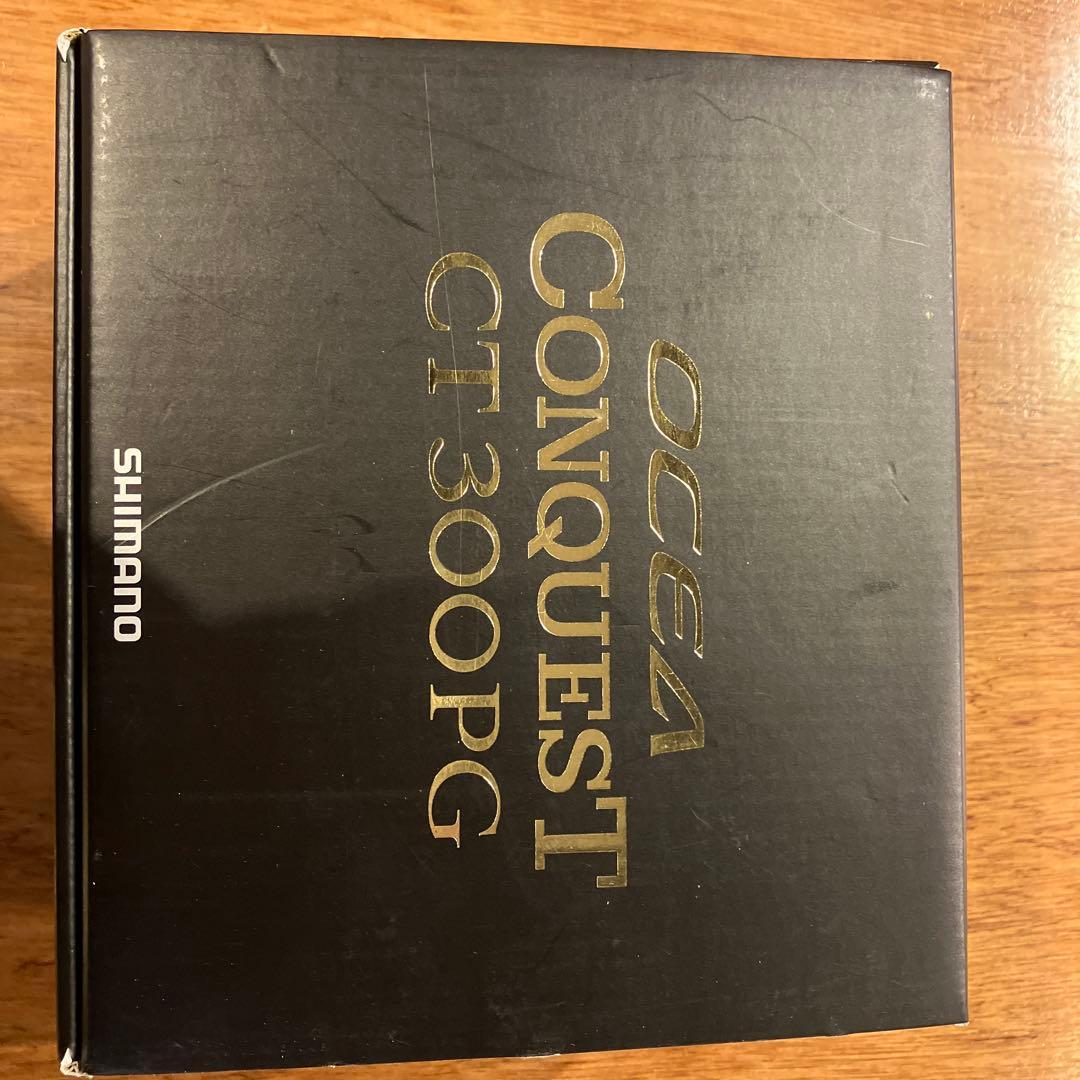 OCEA
CONQUEST
CT 300PG
SHIMANO